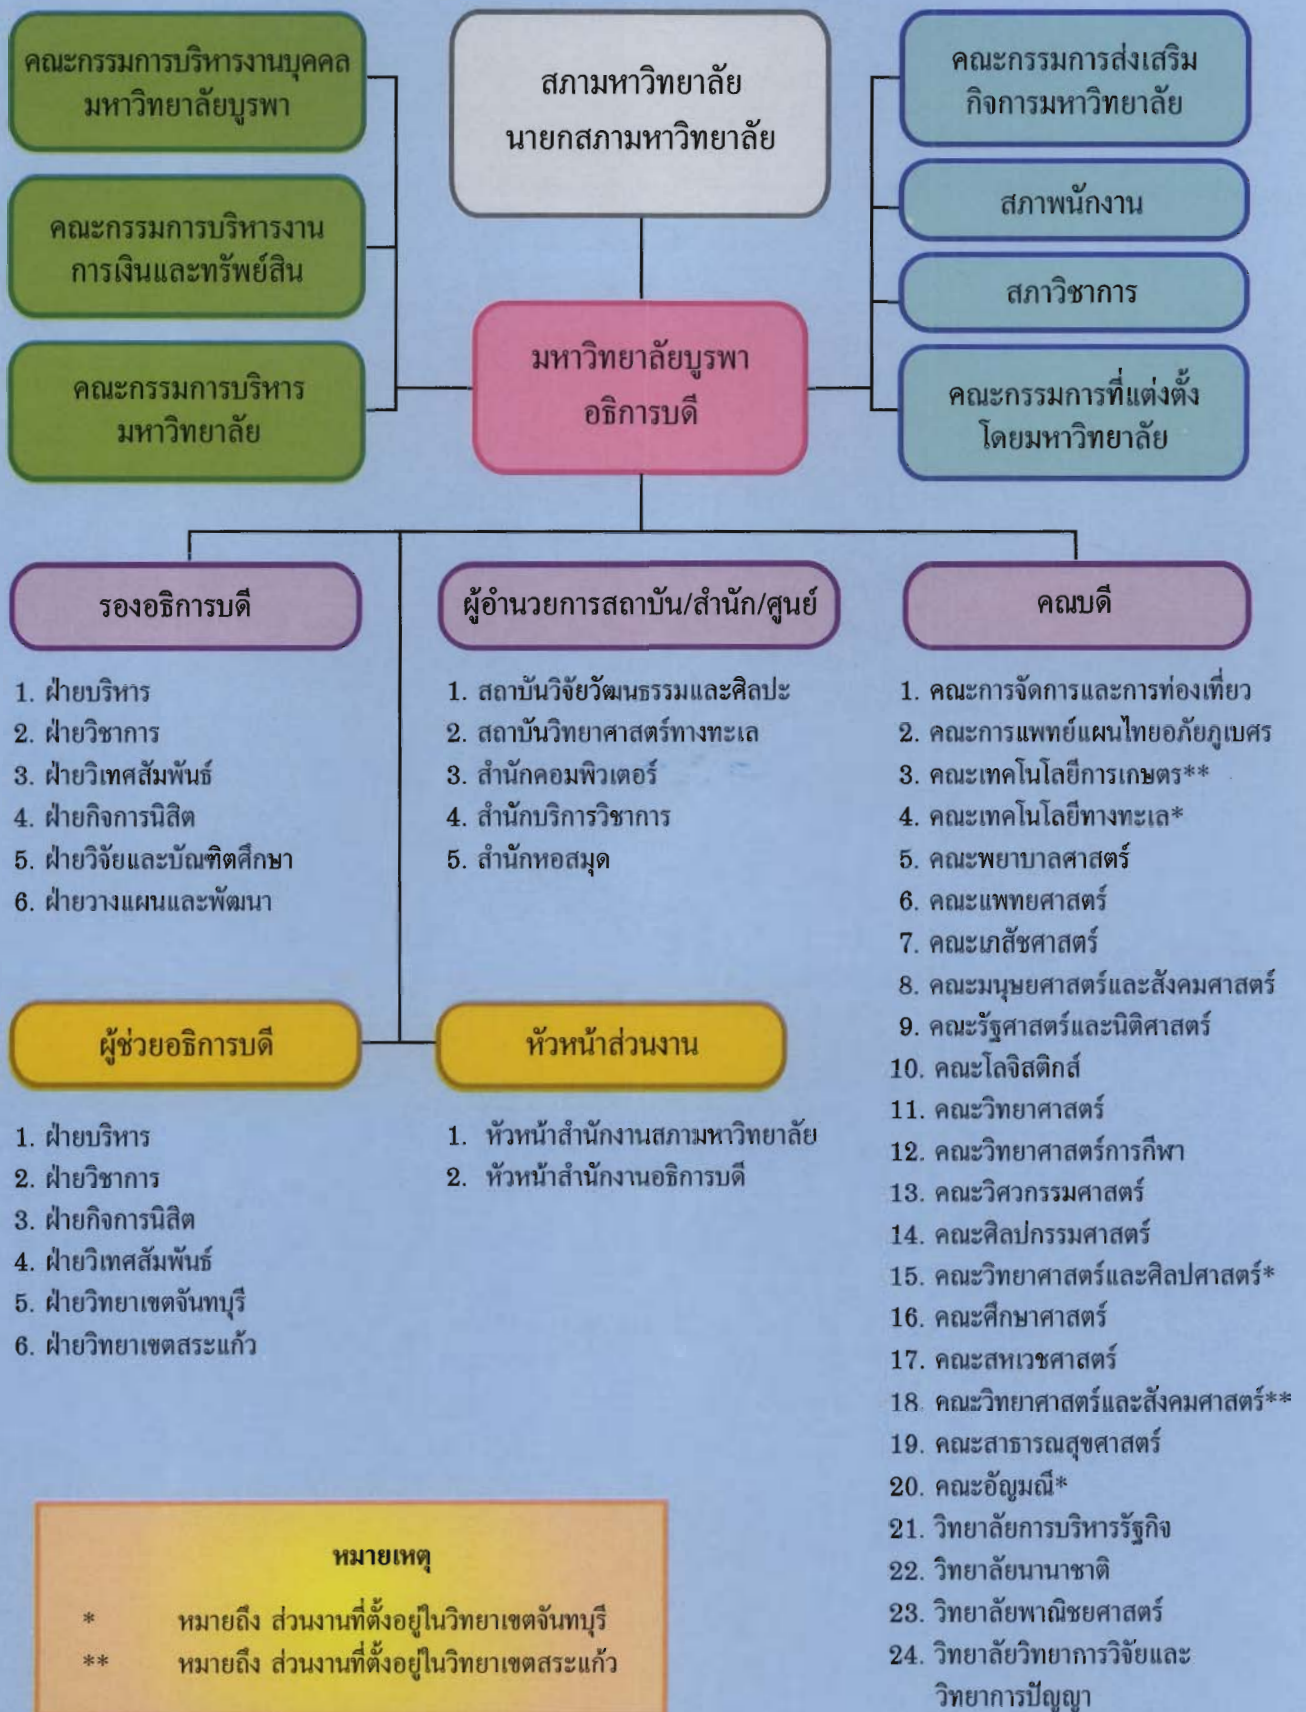 คณะกรรมการบริหารงานบุคคล
มหาวิทยาลัยบูรพา
คณะกรรมการบริหารงาน
การเงินและทรัพย์สิน
คณะกรรมการบริหาร
มหาวิทยาลัย
สภามหาวิทยาลัย
นายกสภามหาวิทยาลัย
มหาวิทยาลัยบูรพา
อธิการบดี
คณะกรรมการส่งเสริม
กิจการมหาวิทยาลัย
สภาพนักงาน
สภาวิชาการ
คณะกรรมการที่แต่งตั้ง
โดยมหาวิทยาลัย
รองอธิการบดี
1. ฝ่ายบริหาร
2. ฝ่ายวิชาการ
3. ฝ่ายวิเทศสัมพันธ์
4. ฝ่ายกิจการนิสิต
5. ฝ่ายวิจัยและบัณฑิตศึกษา
6. ฝ่ายวางแผนและพัฒนา
ผู้อำนวยการสถาบัน/สำนัก/ศูนย์
1. สถาบันวิจัยวัฒนธรรมและศิลปะ
2. สถาบันวิทยาศาสตร์ทางทะเล
3. สำนักคอมพิวเตอร์
4. สำนักบริการวิชาการ
5. สำนักหอสมุด
ผู้ช่วยอธิการบดี
1. ฝ่ายบริหาร
2. ฝ่ายวิชาการ
3. ฝ่ายกิจการนิสิต
4. ฝ่ายวิเทศสัมพันธ์
5. ฝ่ายวิทยาเขตจันทบุรี
6. ฝ่ายวิทยาเขตสระแก้ว
หัวหน้าส่วนงาน
1. หัวหน้าสำนักงานสภามหาวิทยาลัย
2. หัวหน้าสำนักงานอธิการบดี
คณบดี
1. คณะการจัดการและการท่องเที่ยว
2. คณะการแพทย์แผนไทยอภัยภูเบศร
3. คณะเทคโนโลยีการเกษตร**
4. คณะเทคโนโลยีทางทะเล*
5. คณะพยาบาลศาสตร์
6. คณะแพทยศาสตร์
7. คณะเภสัชศาสตร์
8. คณะมนุษยศาสตร์และสังคมศาสตร์
9. คณะรัฐศาสตร์และนิติศาสตร์
10. คณะโลจิสติกส์
11. คณะวิทยาศาสตร์
12. คณะวิทยาศาสตร์การกีฬา
13. คณะวิศวกรรมศาสตร์
14. คณะศิลปกรรมศาสตร์
15. คณะวิทยาศาสตร์และศิลปศาสตร์*
16. คณะศึกษาศาสตร์
17. คณะสหเวชศาสตร์
18. คณะวิทยาศาสตร์และสังคมศาสตร์**
19. คณะสาธารณสุขศาสตร์
20. คณะอัญมณี*
21. วิทยาลัยการบริหารรัฐกิจ
22. วิทยาลัยนานาชาติ
23. วิทยาลัยพาณิชยศาสตร์
24. วิทยาลัยวิทยาการวิจัยและ
วิทยาการปัญญา
หมายเหตุ
* หมายถึง ส่วนงานที่ตั้งอยู่ในวิทยาเขตจันทบุรี
** หมายถึง ส่วนงานที่ตั้งอยู่ในวิทยาเขตสระแก้ว